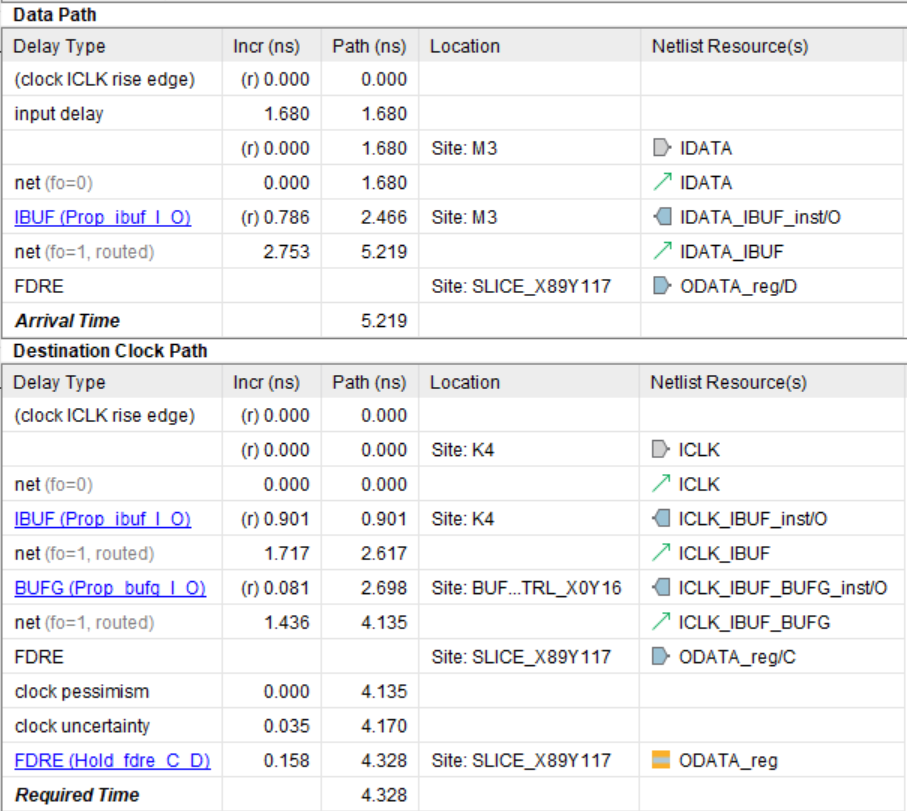 Data Path
Delay Type Incr (ns) Path (ns) Location Netlist Resource(s)
(clock ICLK rise edge) (r) 0.000 0.000
input delay 1.680 1.680
(r) 0.000 1.680 Site: M3 IDATA
net (fo=0) 0.000 1.680 IDATA
IBUF (Prop_ibuf_I_O) (r) 0.786 2.466 Site: M3 IDATA_IBUF_inst/O
net (fo=1, routed) 2.753 5.219 IDATA_IBUF
FDRE Site: SLICE_X89Y117 ODATA_reg/D
Arrival Time 5.219
Destination Clock Path
Delay Type Incr (ns) Path (ns) Location Netlist Resource(s)
(clock ICLK rise edge) (r) 0.000 0.000
(r) 0.000 0.000 Site: K4 ICLK
net (fo=0) 0.000 0.000 ICLK
IBUF (Prop_ibuf_I_O) (r) 0.901 0.901 Site: K4 ICLK_IBUF_inst/O
net (fo=1, routed) 1.717 2.617 ICLK_IBUF
BUFG (Prop_bufg_I_O) (r) 0.081 2.698 Site: BUF...TRL_X0Y16 ICLK_IBUF_BUFG_inst/O
net (fo=1, routed) 1.436 4.135 ICLK_IBUF_BUFG
FDRE Site: SLICE_X89Y117 ODATA_reg/C
clock pessimism 0.000 4.135
clock uncertainty 0.035 4.170
FDRE (Hold_fdre_C_D) 0.158 4.328 Site: SLICE_X89Y117 ODATA_reg
Required Time 4.328